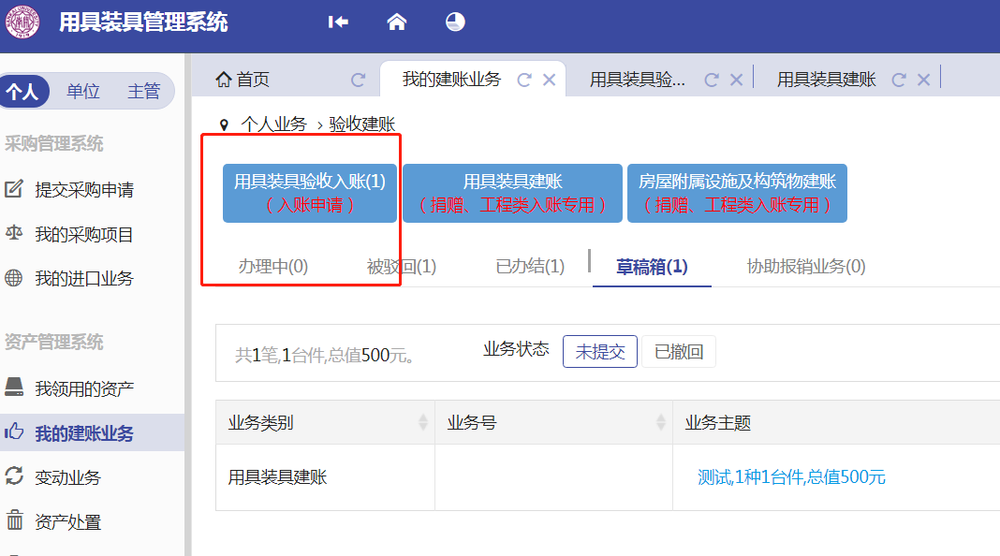 用具装具管理系统
个人 单位 主管
采购管理系统
提交采购申请
我的采购项目
我的进口业务
资产管理系统
我领用的资产
我的建账业务
变动业务
资产处置
首页 我的建账业务 用具装具验... 用具装具建账
个人业务 › 验收建账
用具装具验收入账(1)
（入账申请）
用具装具建账
（捐赠、工程类入账专用）
房屋附属设施及构筑物建账
（捐赠、工程类入账专用）
办理中(0) 被驳回(1) 已办结(1) 草稿箱(1) 协助报销业务(0)
共1笔,1台件,总值500元。 业务状态 未提交 已撤回
业务类别 业务号 业务主题
用具装具建账 测试,1种1台件,总值500元